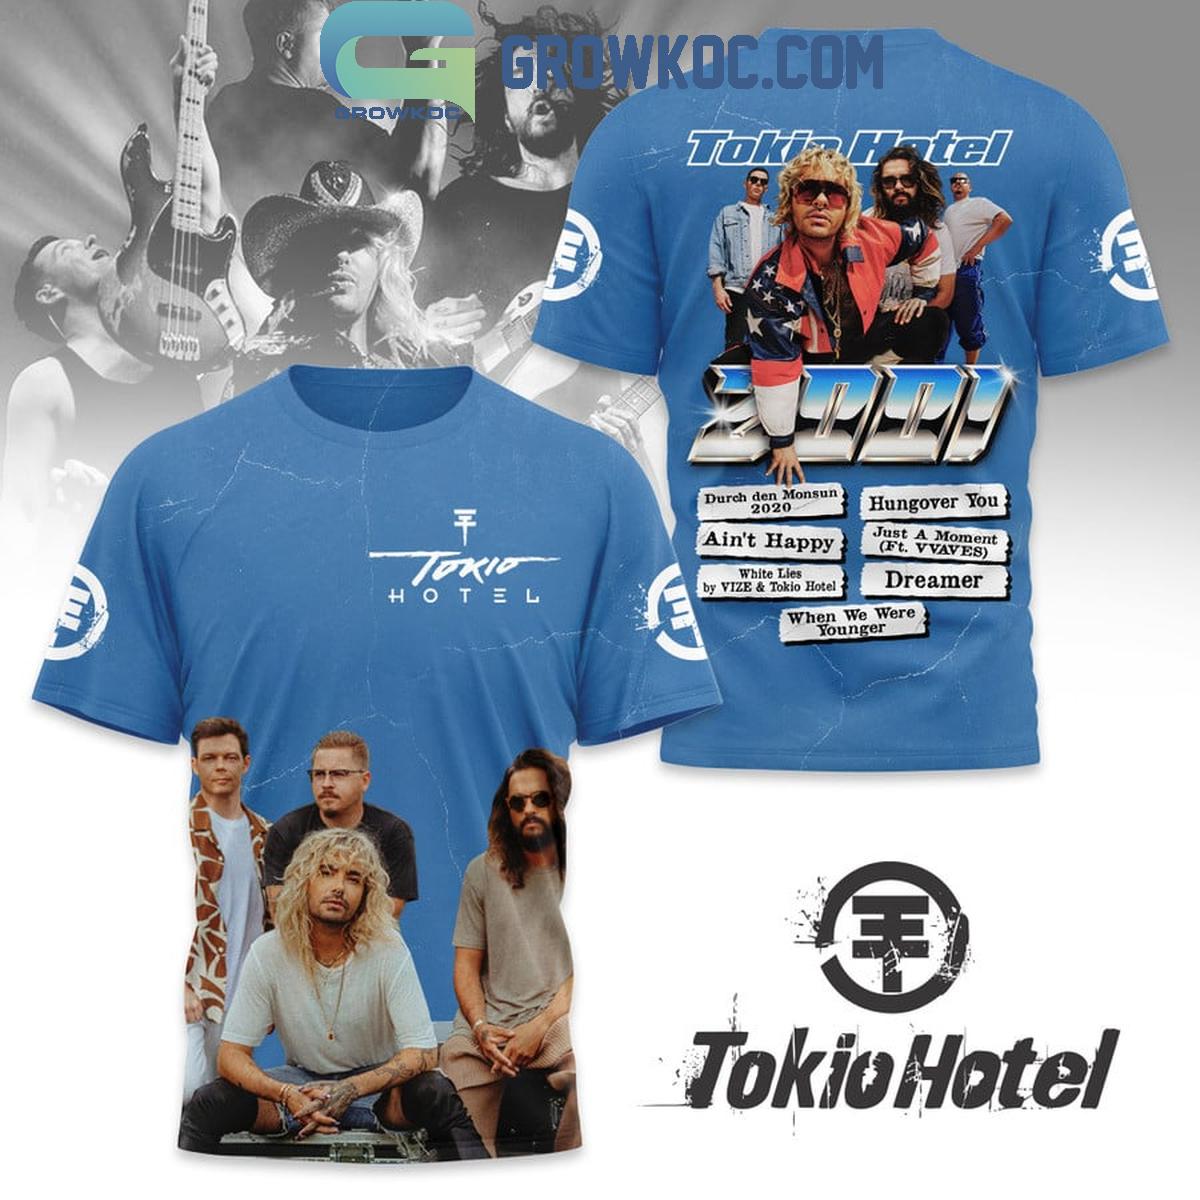 GROWKOC.COM
GROWKOC
Tokio Hotel
2001
Durch den Monsun
2020
Hungover You
Ain't Happy
Just A Moment
(Ft. VVAVES)
White Lies
by VIZE & Tokio Hotel
Dreamer
When We Were
Younger
Tokio
HOTEL
Tokio Hotel